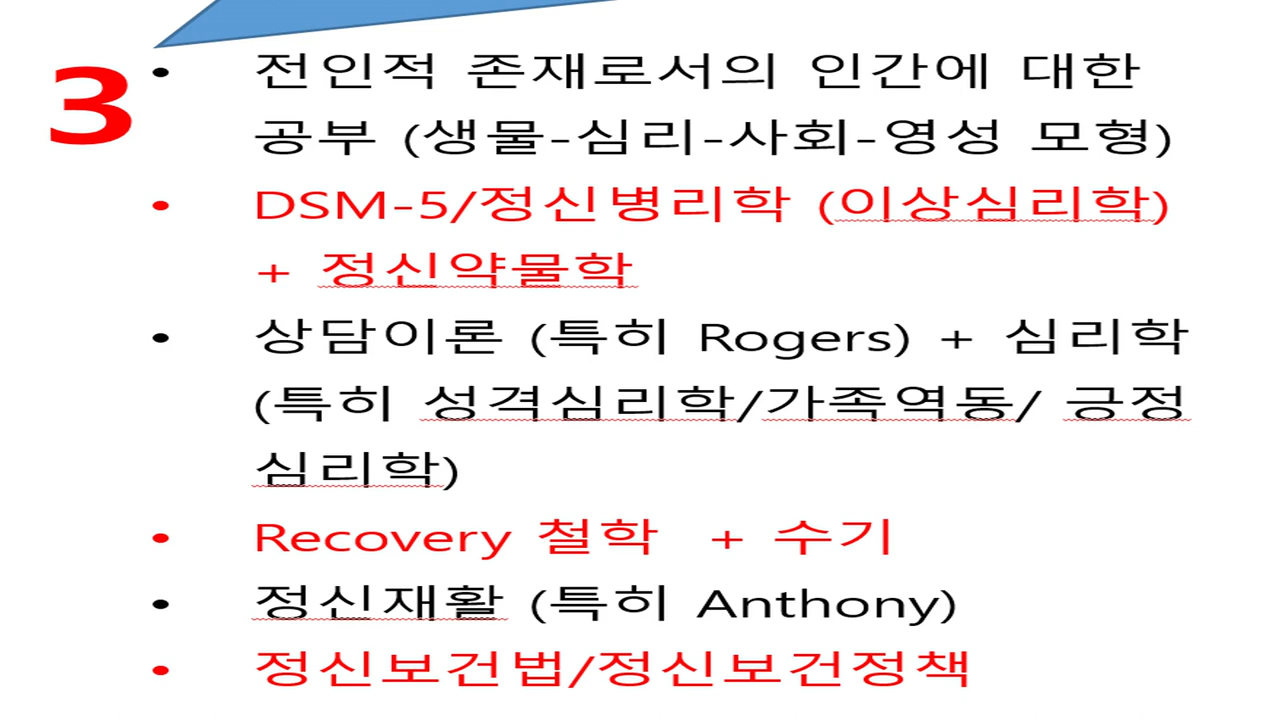 3
• 전인적 존재로서의 인간에 대한
공부 (생물-심리-사회-영성 모형)
• DSM-5/정신병리학 (이상심리학)
+ 정신약물학
• 상담이론 (특히 Rogers) + 심리학
(특히 성격심리학/가족역동/ 긍정
심리학)
• Recovery 철학 + 수기
• 정신재활 (특히 Anthony)
• 정신보건법/정신보건정책